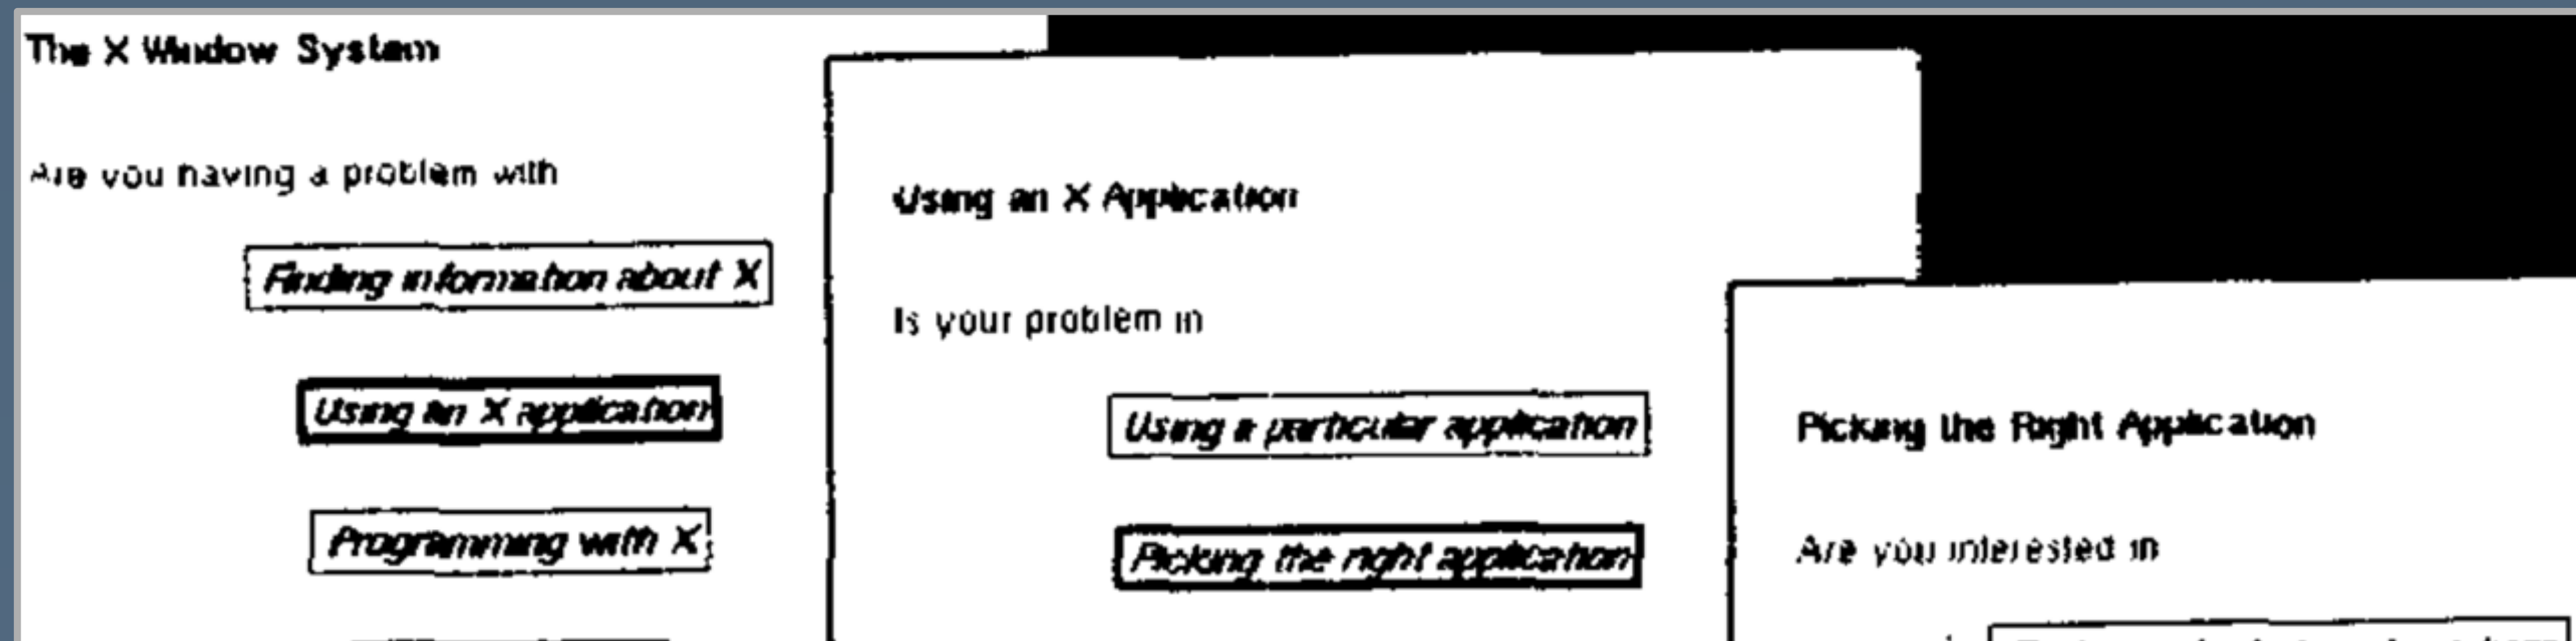 The X Window System
Are you having a problem with
Finding information about X
Using an X application
Programming with X
Using an X Application
Is your problem in
Using a particular application
Picking the right application
Picking the Right Application
Are you interested in